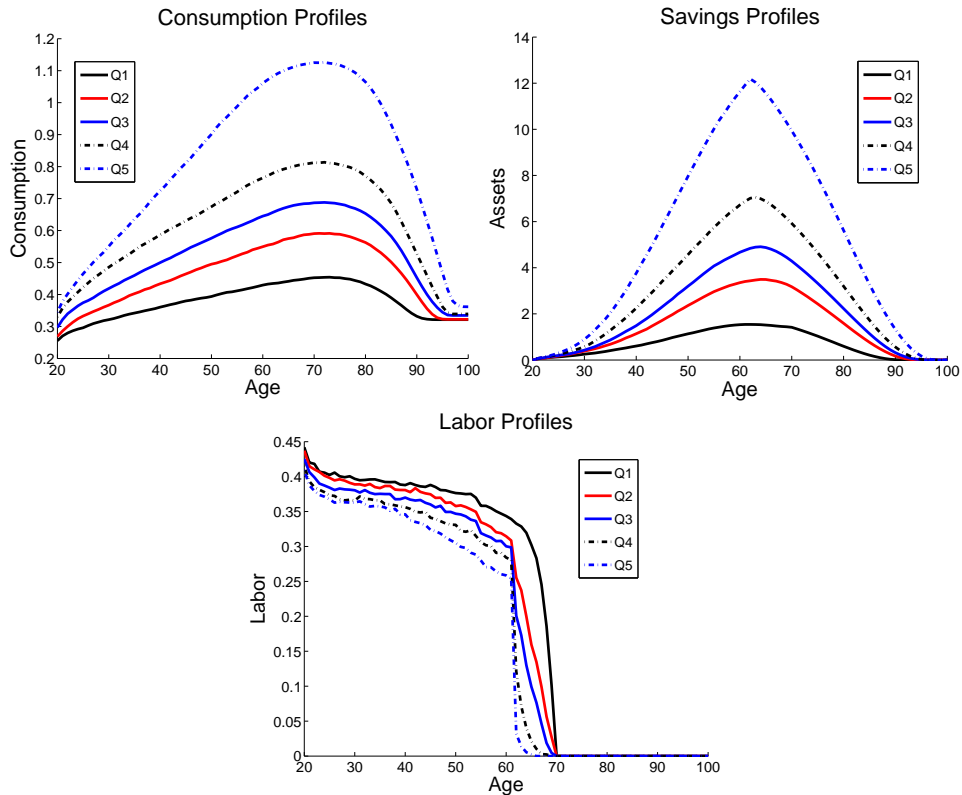 Consumption Profiles
1.2
1.1
1
0.9
0.8
0.7
0.6
0.5
0.4
0.3
0.2
Consumption
20 30 40 50 60 70 80 90 100
Age
Q1
Q2
Q3
Q4
Q5
Savings Profiles
14
12
10
8
6
4
2
0
Assets
20 30 40 50 60 70 80 90 100
Age
Q1
Q2
Q3
Q4
Q5
Labor Profiles
0.45
0.4
0.35
0.3
0.25
0.2
0.15
0.1
0.05
0
Labor
20 30 40 50 60 70 80 90 100
Age
Q1
Q2
Q3
Q4
Q5